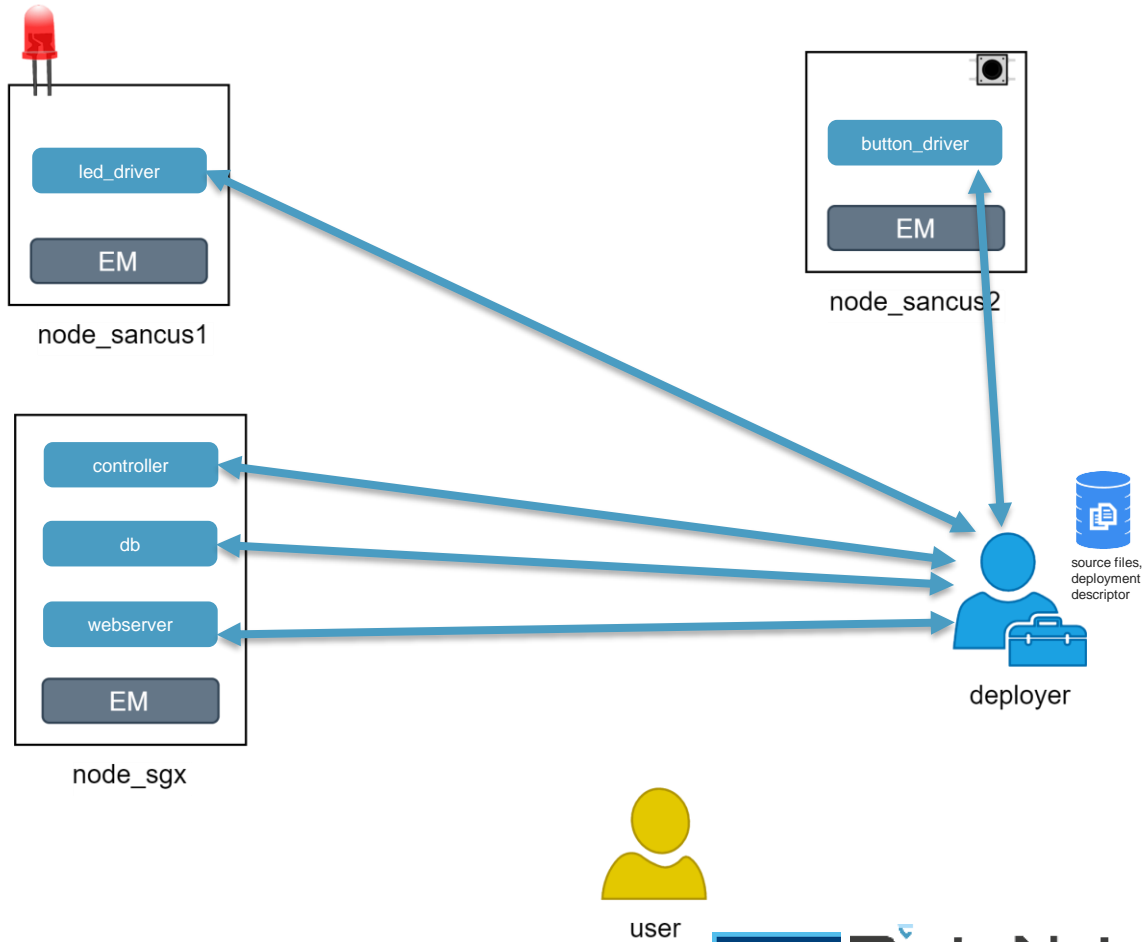 led_driver
EM
node_sancus1
button_driver
EM
node_sancus2
controller
db
webserver
EM
node_sgx
source files,
deployment
descriptor
deployer
user